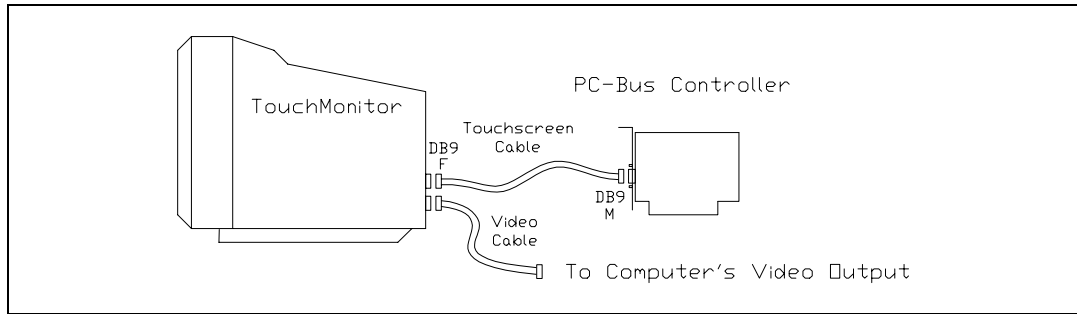 PC-Bus Controller
TouchMonitor
Touchscreen
Cable
DB9
F
DB9
M
Video
Cable
To Computer's Video Output